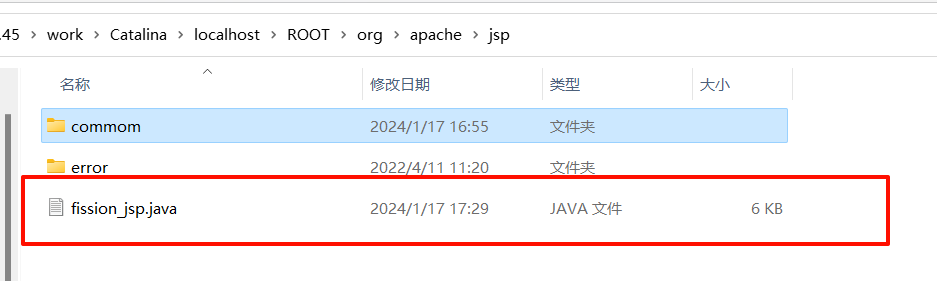 .45 > work > Catalina > localhost > ROOT > org > apache > jsp
名称 修改日期 类型 大小
commom 2024/1/17 16:55 文件夹
error 2022/4/11 11:20 文件夹
fission_jsp.java 2024/1/17 17:29 JAVA 文件 6 KB